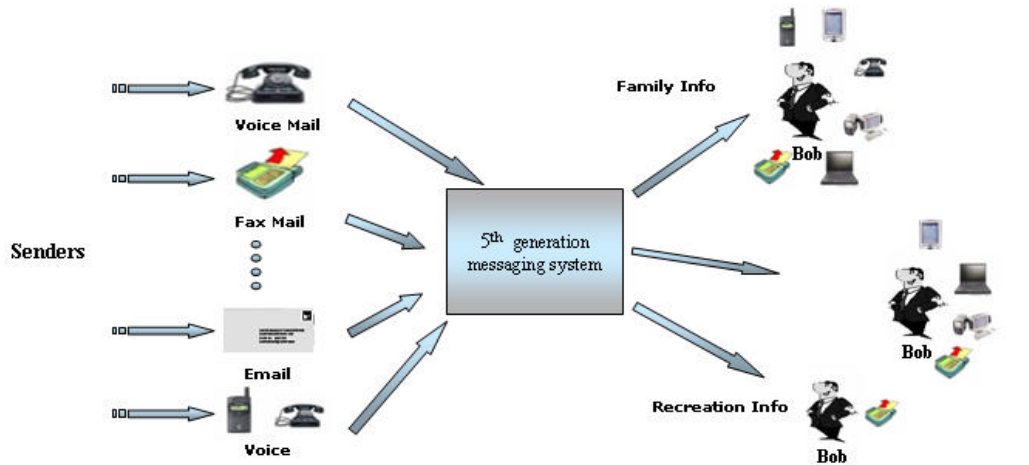 Voice Mail
Fax Mail
Senders
Email
Voice
5th generation
messaging system
Family Info
Bob
Bob
Recreation Info
Bob